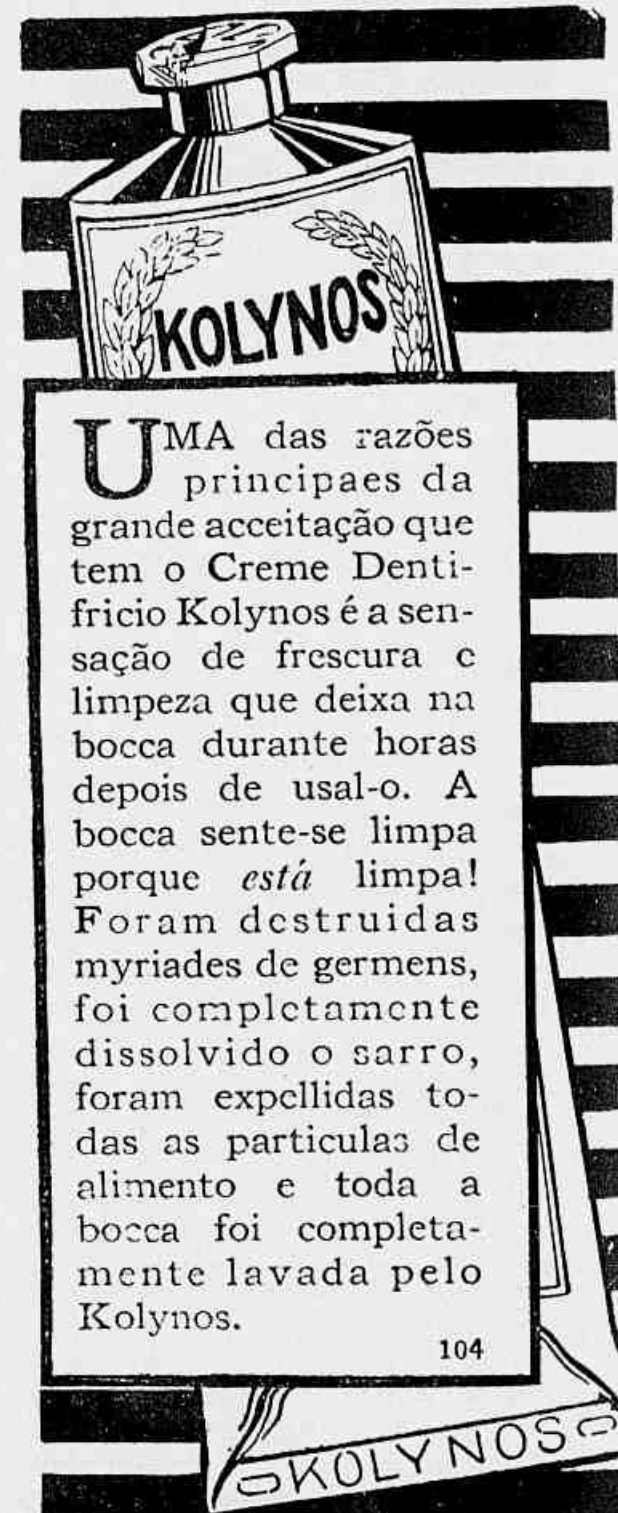 KOLYNOS
UMA das razões
principaes da
grande acceitação que
tem o Creme Denti-
fricio Kolynos é a sen-
sação de frescura e
limpeza que deixa na
bocca durante horas
depois de usal-o. A
bocca sente-se limpa
porque está limpa!
Foram destruidas
myriades de germens,
foi completamente
dissolvido o sarro,
foram expellidas to-
das as particulas de
alimento e toda a
bocca foi completa-
mente lavada pelo
Kolynos.
104
KOLYNOS